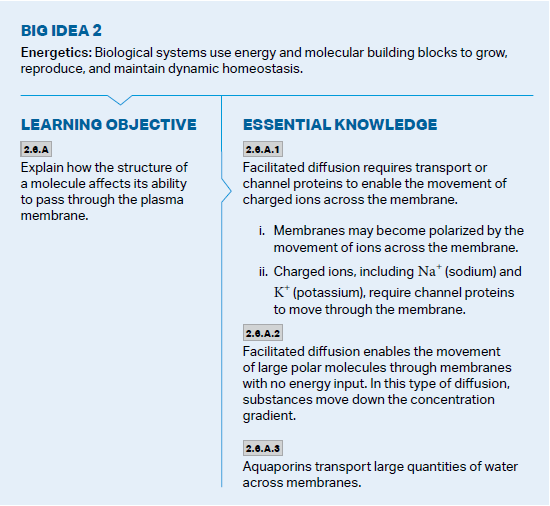 BIG IDEA 2
Energetics: Biological systems use energy and molecular building blocks to grow,
reproduce, and maintain dynamic homeostasis.
LEARNING OBJECTIVE
2.6.A
Explain how the structure of
a molecule affects its ability
to pass through the plasma
membrane.
ESSENTIAL KNOWLEDGE
2.6.A.1
Facilitated diffusion requires transport or
channel proteins to enable the movement of
charged ions across the membrane.
i. Membranes may become polarized by the
movement of ions across the membrane.
ii. Charged ions, including Na⁺ (sodium) and
K⁺ (potassium), require channel proteins
to move through the membrane.
2.6.A.2
Facilitated diffusion enables the movement
of large polar molecules through membranes
with no energy input. In this type of diffusion,
substances move down the concentration
gradient.
2.6.A.3
Aquaporins transport large quantities of water
across membranes.